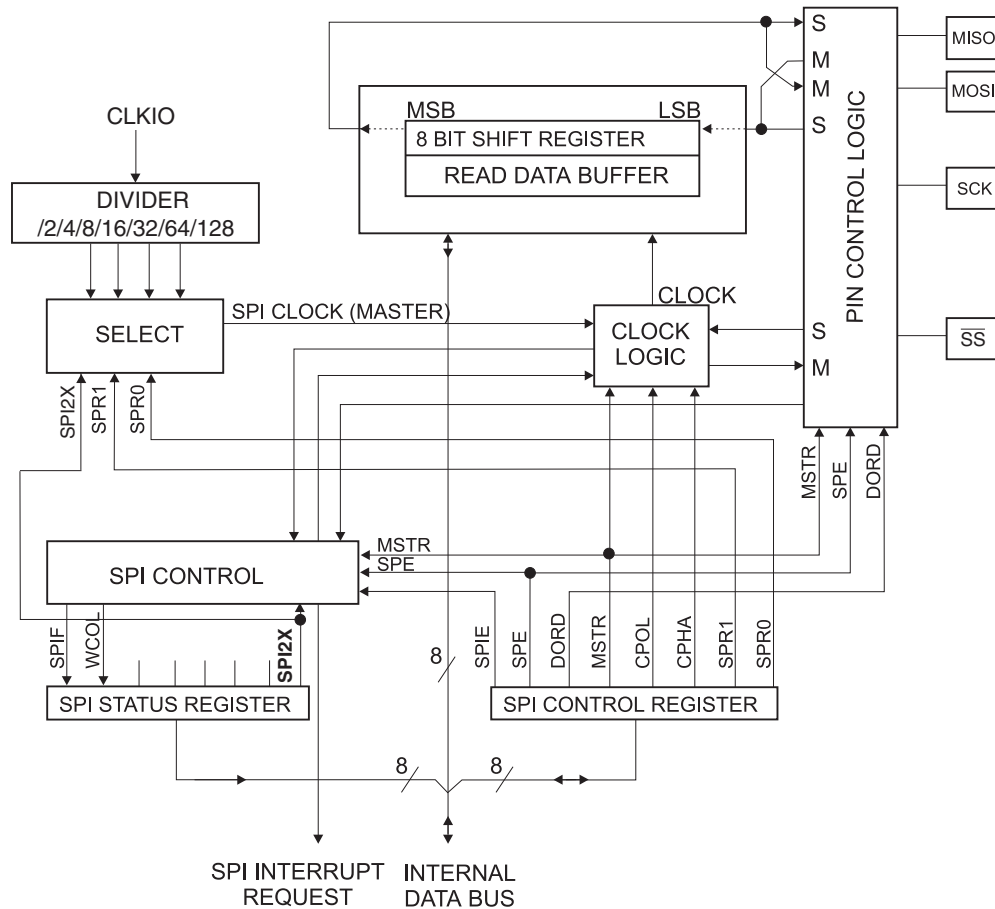 S
MISO
M
M
MOSI
MSB
LSB
S
CLKIO
8 BIT SHIFT REGISTER
READ DATA BUFFER
DIVIDER
/2/4/8/16/32/64/128
PIN CONTROL LOGIC
SCK
SPI CLOCK (MASTER)
CLOCK
SELECT
CLOCK
LOGIC
S
SS
M
SPI2X
SPR1
SPR0
MSTR
SPE
DORD
MSTR
SPE
SPI CONTROL
SPIF
WCOL
SPI2X
8
SPIE
SPE
DORD
MSTR
CPOL
CPHA
SPR1
SPR0
SPI STATUS REGISTER
SPI CONTROL REGISTER
8
8
SPI INTERRUPT
REQUEST
INTERNAL
DATA BUS